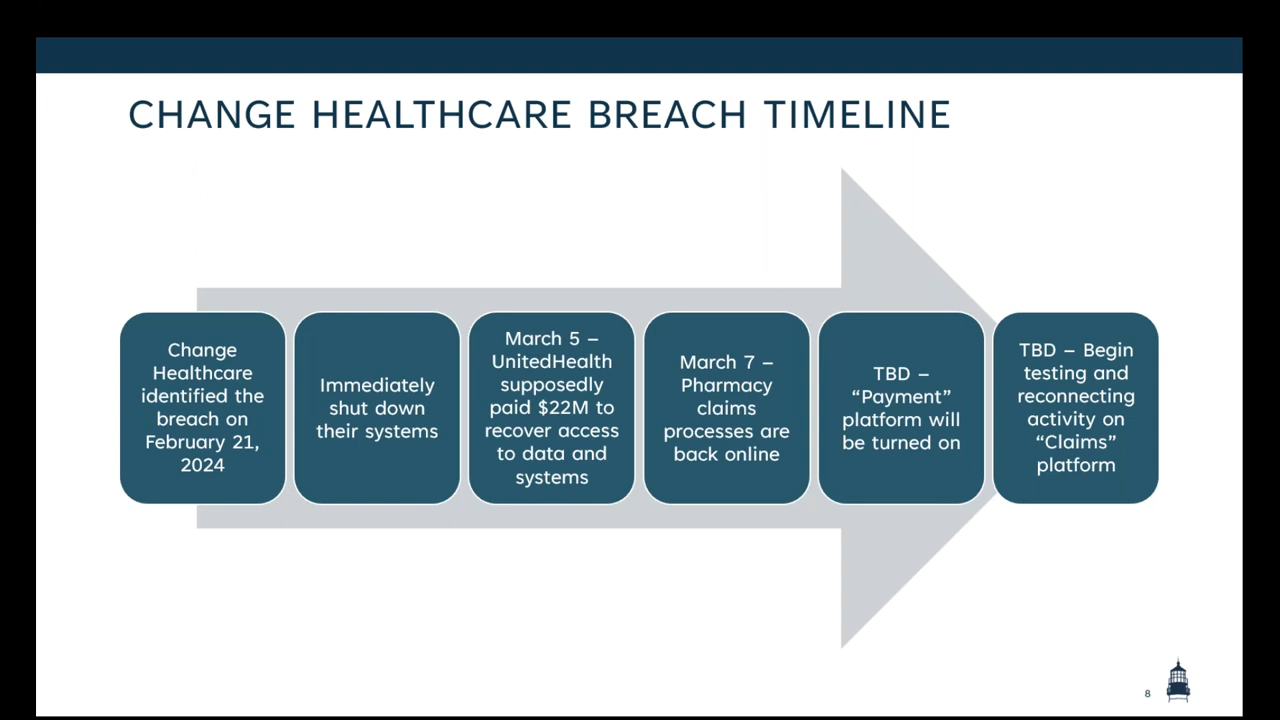 CHANGE HEALTHCARE BREACH TIMELINE
Change
Healthcare
identified the
breach on
February 21,
2024
Immediately
shut down
their systems
March 5 –
UnitedHealth
supposedly
paid $22M to
recover access
to data and
systems
March 7 –
Pharmacy
claims
processes are
back online
TBD –
“Payment”
platform will
be turned on
TBD – Begin
testing and
reconnecting
activity on
“Claims”
platform
8